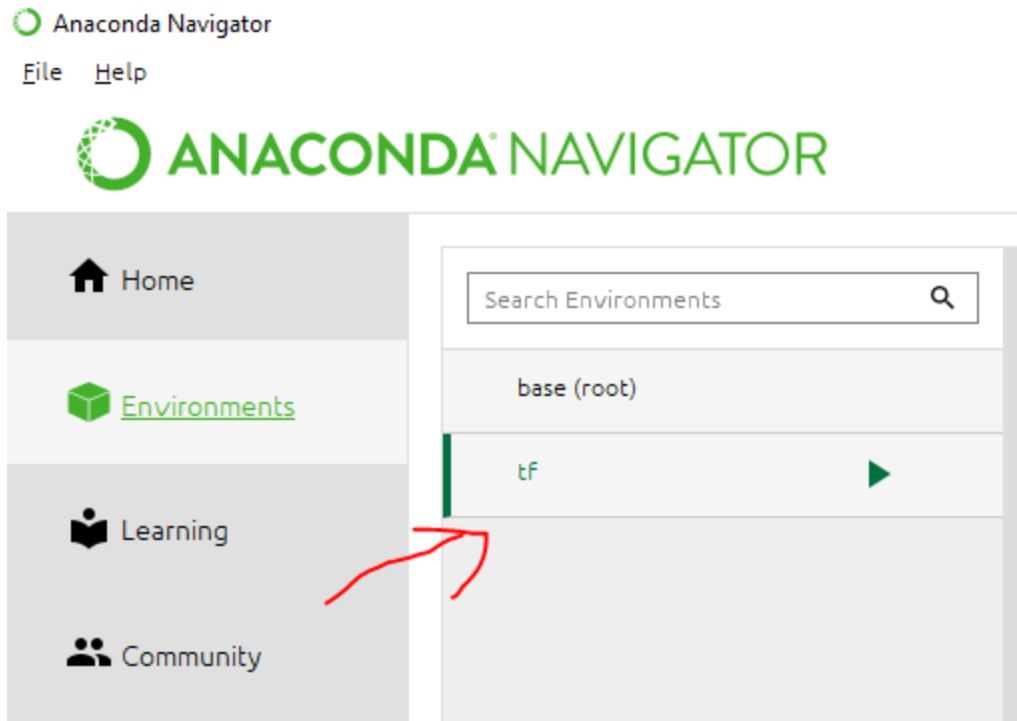 Anaconda Navigator
File Help
ANACONDA NAVIGATOR
Home
Search Environments
base (root)
Environments
tf
Learning
Community